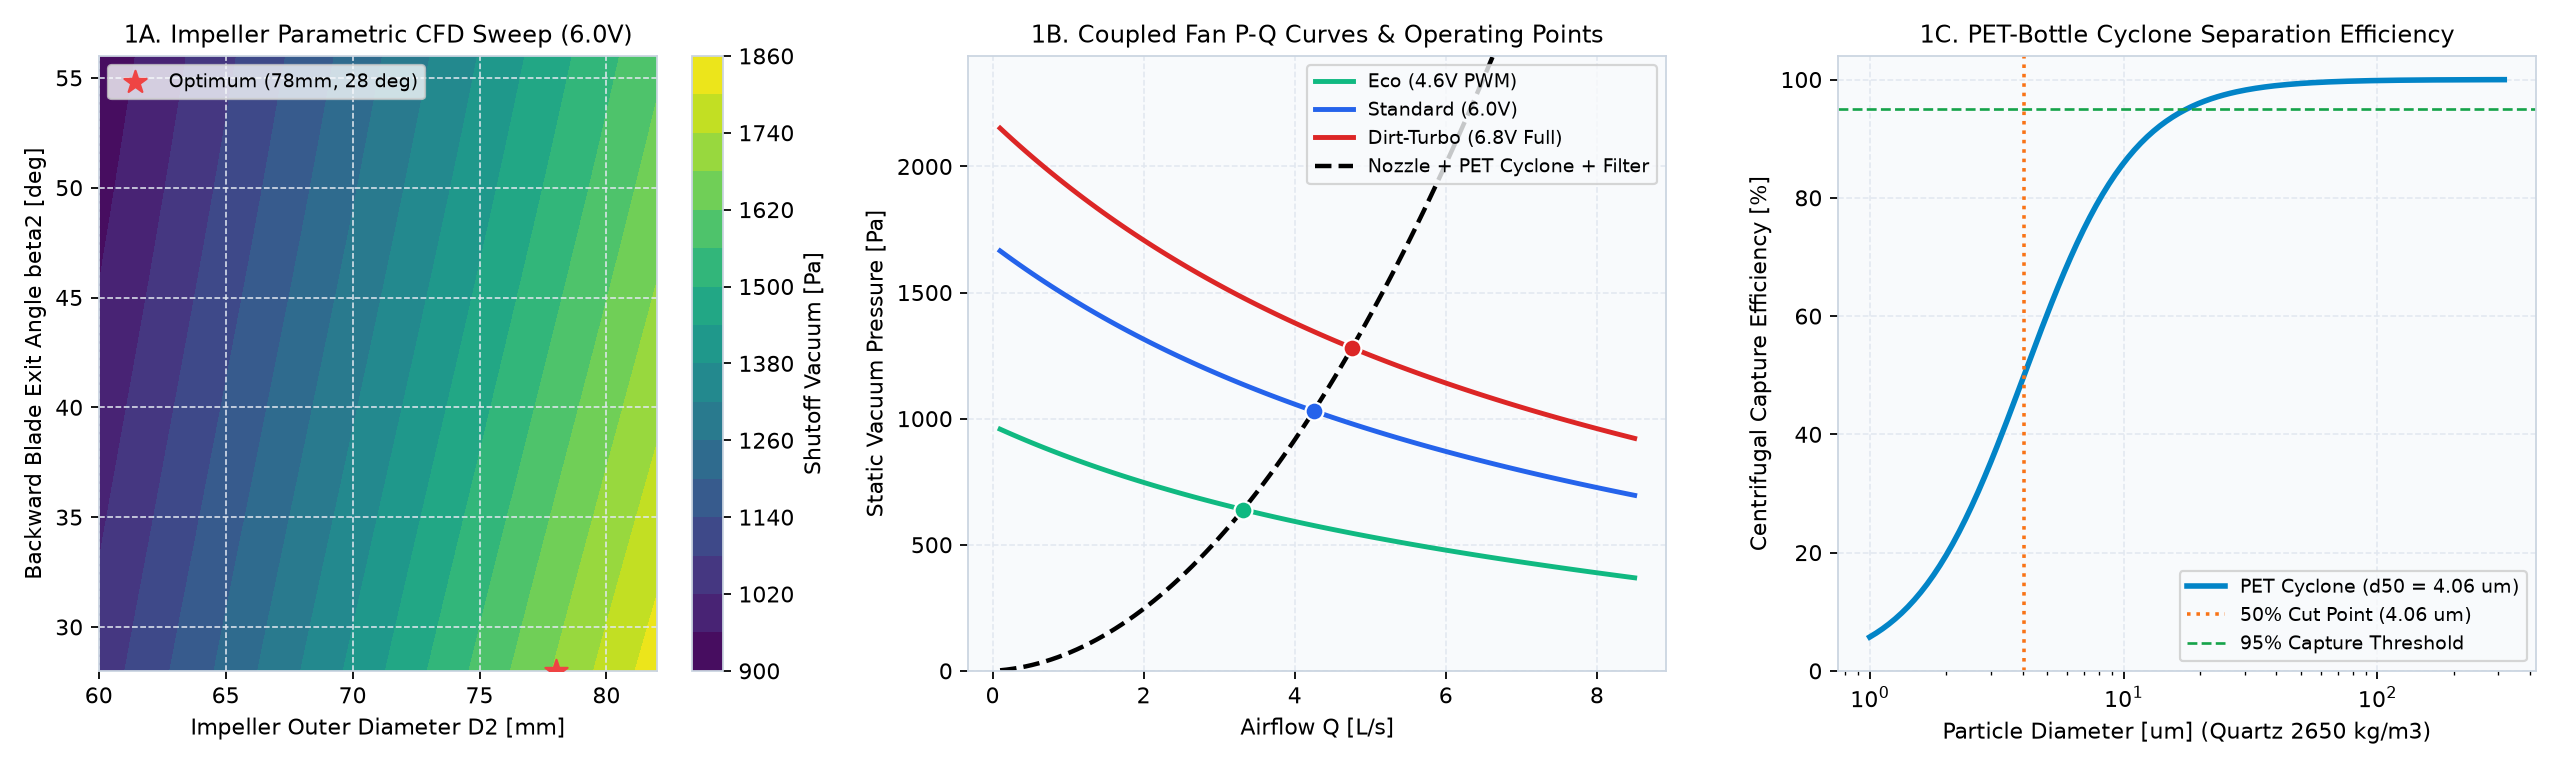 1A. Impeller Parametric CFD Sweep (6.0V)
Optimum (78mm, 28 deg)
Backward Blade Exit Angle beta2 [deg]
55
50
45
40
35
30
60 65 70 75 80
Impeller Outer Diameter D2 [mm]
1860
1740
1620
1500
1380
1260
1140
1020
900
Shutoff Vacuum [Pa]
1B. Coupled Fan P-Q Curves & Operating Points
Eco (4.6V PWM)
Standard (6.0V)
Dirt-Turbo (6.8V Full)
Nozzle + PET Cyclone + Filter
Static Vacuum Pressure [Pa]
2000
1500
1000
500
0
0 2 4 6 8
Airflow Q [L/s]
1C. PET-Bottle Cyclone Separation Efficiency
Centrifugal Capture Efficiency [%]
100
80
60
40
20
0
PET Cyclone (d50 = 4.06 um)
50% Cut Point (4.06 um)
95% Capture Threshold
10⁰ 10¹ 10²
Particle Diameter [um] (Quartz 2650 kg/m3)